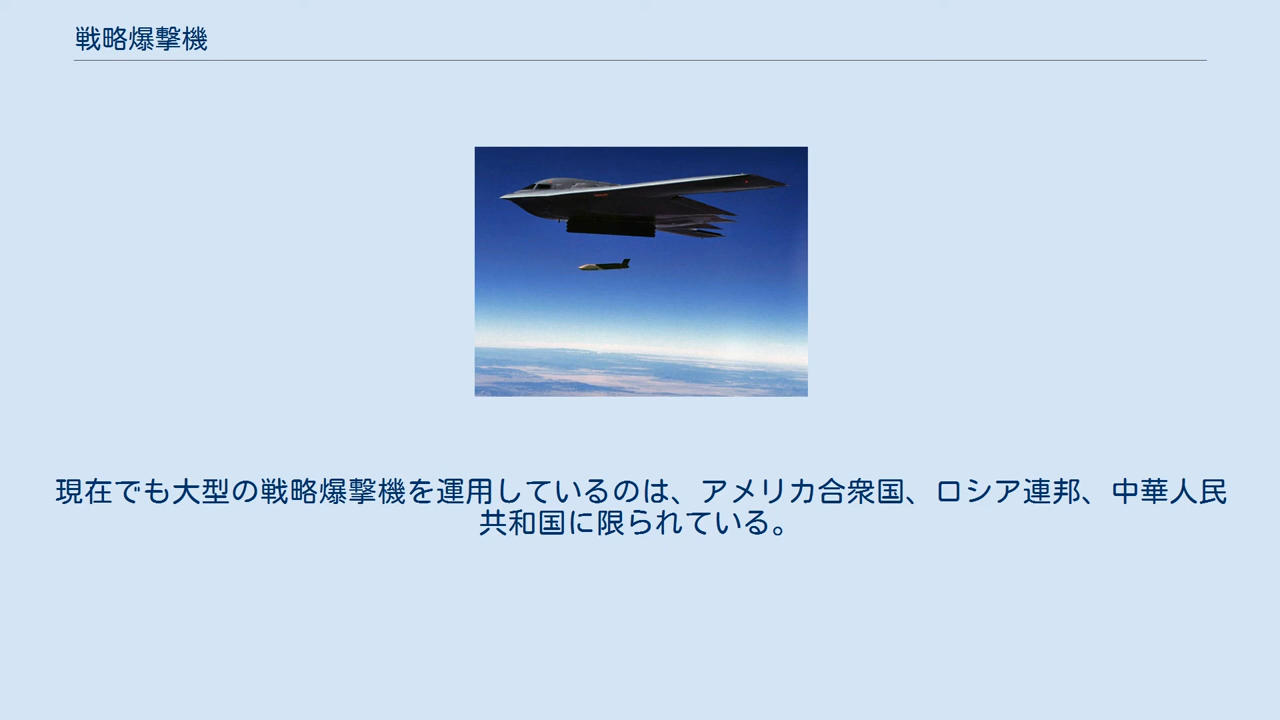 戦略爆撃機
現在でも大型の戦略爆撃機を運用しているのは、アメリカ合衆国、ロシア連邦、中華人民
共和国に限られている。